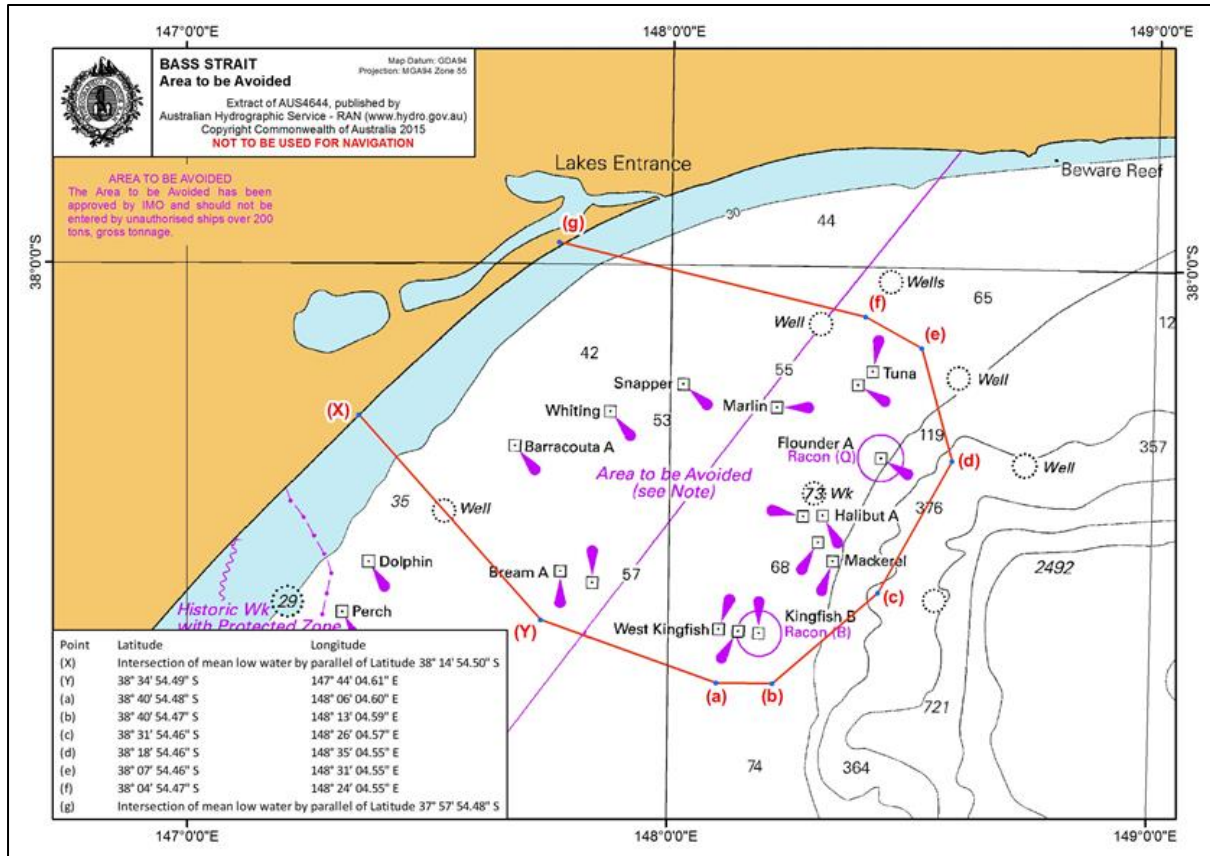 147°0'0"E
148°0'0"E
149°0'0"E
BASS STRAIT
Area to be Avoided
Map Datum: GDA94
Projection: MGA94 Zone 55
Extract of AUS4644, published by
Australian Hydrographic Service - RAN (www.hydro.gov.au)
Copyright Commonwealth of Australia 2015
NOT TO BE USED FOR NAVIGATION
AREA TO BE AVOIDED
The Area to be Avoided has been
approved by IMO and should not be
entered by unauthorised ships over 200
tons, gross tonnage.
Lakes Entrance
Beware Reef
30
44
(g)
38°0'0"S
38°0'0"S
Wells
65
(f)
12
Well
(e)
42
55
Tuna
Snapper
Well
Marlin
(X)
Whiting
53
119
Flounder A
Racon (Q)
357
Barracouta A
(d)
Well
Area to be Avoided
(see Note)
73 Wk
35
Well
376
Halibut A
Dolphin
Bream A
57
68
Mackerel
2492
29
(c)
Historic Wk
with Protected Zone
Perch
(Y)
West Kingfish
Kingfish B
Racon (B)
(a)
(b)
721
74
364
Point Latitude Longitude
(X) Intersection of mean low water by parallel of Latitude 38° 14' 54.50" S
(Y) 38° 34' 54.49" S 147° 44' 04.61" E
(a) 38° 40' 54.48" S 148° 06' 04.60" E
(b) 38° 40' 54.47" S 148° 13' 04.59" E
(c) 38° 31' 54.46" S 148° 26' 04.57" E
(d) 38° 18' 54.46" S 148° 35' 04.55" E
(e) 38° 07' 54.46" S 148° 31' 04.55" E
(f) 38° 04' 54.47" S 148° 24' 04.55" E
(g) Intersection of mean low water by parallel of Latitude 37° 57' 54.48" S
147°0'0"E
148°0'0"E
149°0'0"E